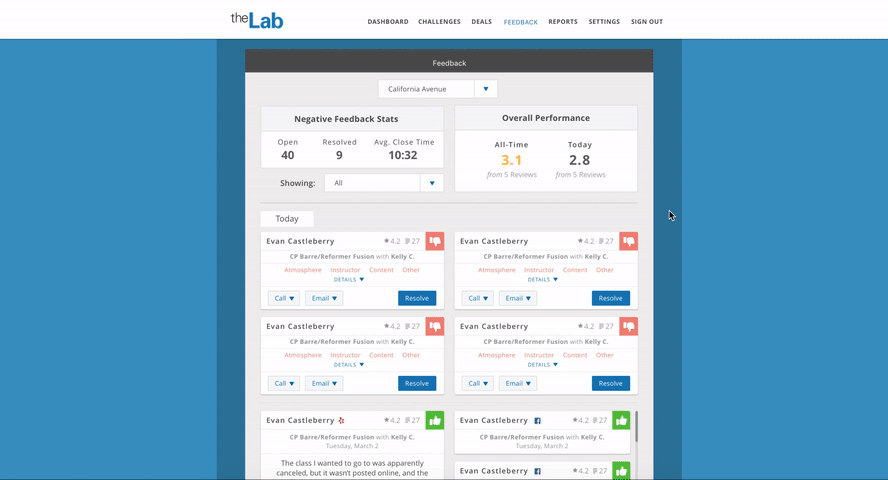 theLab
DASHBOARD CHALLENGES DEALS FEEDBACK REPORTS SETTINGS SIGN OUT
Feedback
California Avenue
Negative Feedback Stats
Open Resolved Avg. Close Time
40 9 10:32
Showing: All
Overall Performance
All-Time Today
3.1 2.8
from 5 Reviews from 5 Reviews
Today
Evan Castleberry 4.2 27
CP Barre/Reformer Fusion with Kelly C.
Atmosphere Instructor Content Other
DETAILS
Call Email Resolve
Evan Castleberry 4.2 27
CP Barre/Reformer Fusion with Kelly C.
Atmosphere Instructor Content Other
DETAILS
Call Email Resolve
Evan Castleberry 4.2 27
CP Barre/Reformer Fusion with Kelly C.
Atmosphere Instructor Content Other
DETAILS
Call Email Resolve
Evan Castleberry 4.2 27
CP Barre/Reformer Fusion with Kelly C.
Atmosphere Instructor Content Other
DETAILS
Call Email Resolve
Evan Castleberry 4.2 27
CP Barre/Reformer Fusion with Kelly C.
Tuesday, March 2
The class I wanted to go to was apparently
canceled, but it wasn't posted online, and the
Evan Castleberry 4.2 27
CP Barre/Reformer Fusion with Kelly C.
Tuesday, March 2
Evan Castleberry 4.2 27